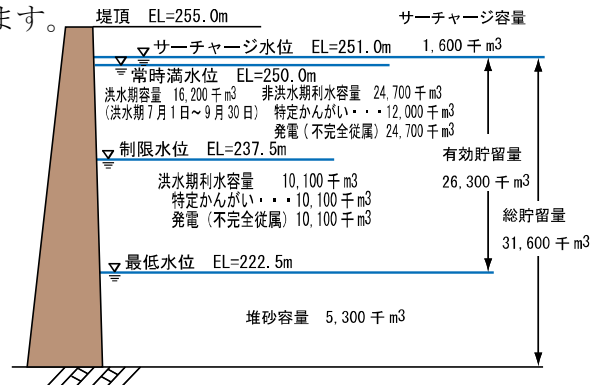 ます。
堤頂 EL=255.0m
サーチャージ容量
サーチャージ水位 EL=251.0m 1,600 千m3
常時満水位 EL=250.0m
洪水期容量 16,200千m3 非洪水期利水容量 24,700千m3
(洪水期7月1日～9月30日) 特定かんがい・・・12,000千m3
発電(不完全従属)24,700千m3
制限水位 EL=237.5m
有効貯留量
26,300千m3
洪水期利水容量 10,100千m3
特定かんがい・・・10,100千m3
発電(不完全従属)10,100千m3
総貯留量
31,600千m3
最低水位 EL=222.5m
堆砂容量 5,300千m3